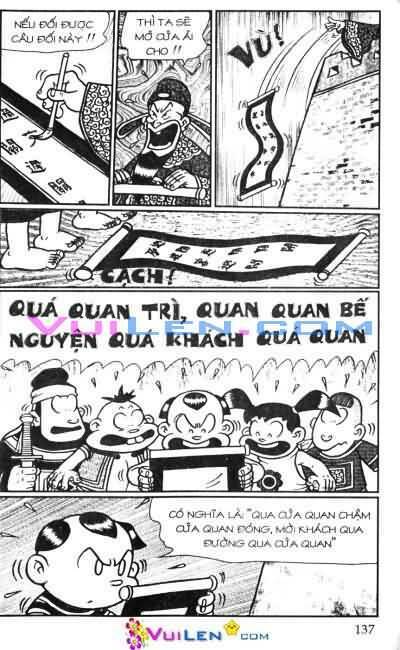 NẾU ĐỐI ĐƯỢC
CÂU ĐỐI NÀY !!
THÌ TA SẼ
MỞ CỬA ẢI
CHO !!
VÙ!
CẠCH!
QUÁ QUAN TRÌ, QUAN QUAN BẾ
NGUYỆN QUÁ KHÁCH QUÁ QUAN
VUILEN.COM
CÓ NGHĨA LÀ: "QUA CỬA QUAN CHẬM
CỬA QUAN ĐÓNG, MỜI KHÁCH QUA
ĐƯỜNG QUA CỬA QUAN"
137
VUILEN.COM